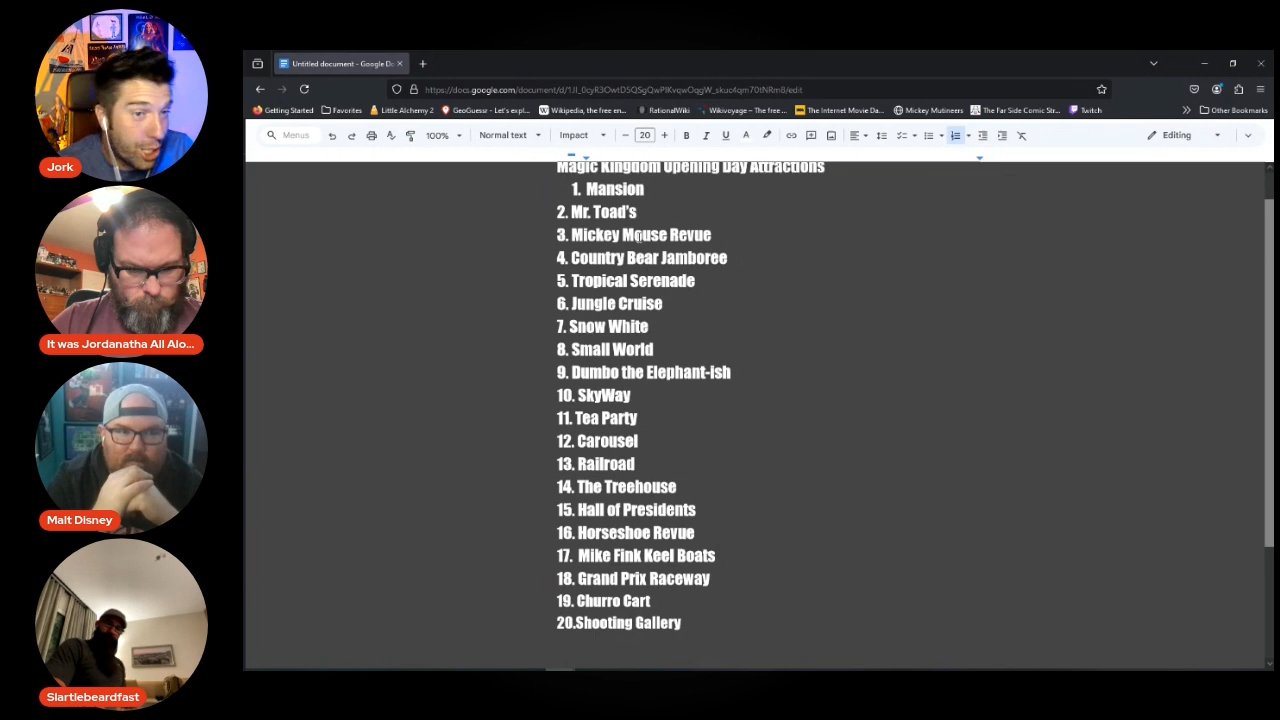 Jork
It was Jordanatha All Alo...
Malt Disney
Slartiebeardfast
Untitled document - Google Do
Getting Started
Favorites
Little Alchemy 2
GeoGuessr - Let's expl...
Wikipedia, the free en...
RationalWiki
Wikivoyage – The free...
The Internet Movie Da...
Mickey Mutineers
The Far Side Comic Str...
Twitch
Other Bookmarks
Menus
100%
Normal text
Impact
20
Editing
Magic Kingdom Opening Day Attractions
1. Mansion
2. Mr. Toad's
3. Mickey Mouse Revue
4. Country Bear Jamboree
5. Tropical Serenade
6. Jungle Cruise
7. Snow White
8. Small World
9. Dumbo the Elephant-ish
10. SkyWay
11. Tea Party
12. Carousel
13. Railroad
14. The Treehouse
15. Hall of Presidents
16. Horseshoe Revue
17. Mike Fink Keel Boats
18. Grand Prix Raceway
19. Churro Cart
20.Shooting Gallery